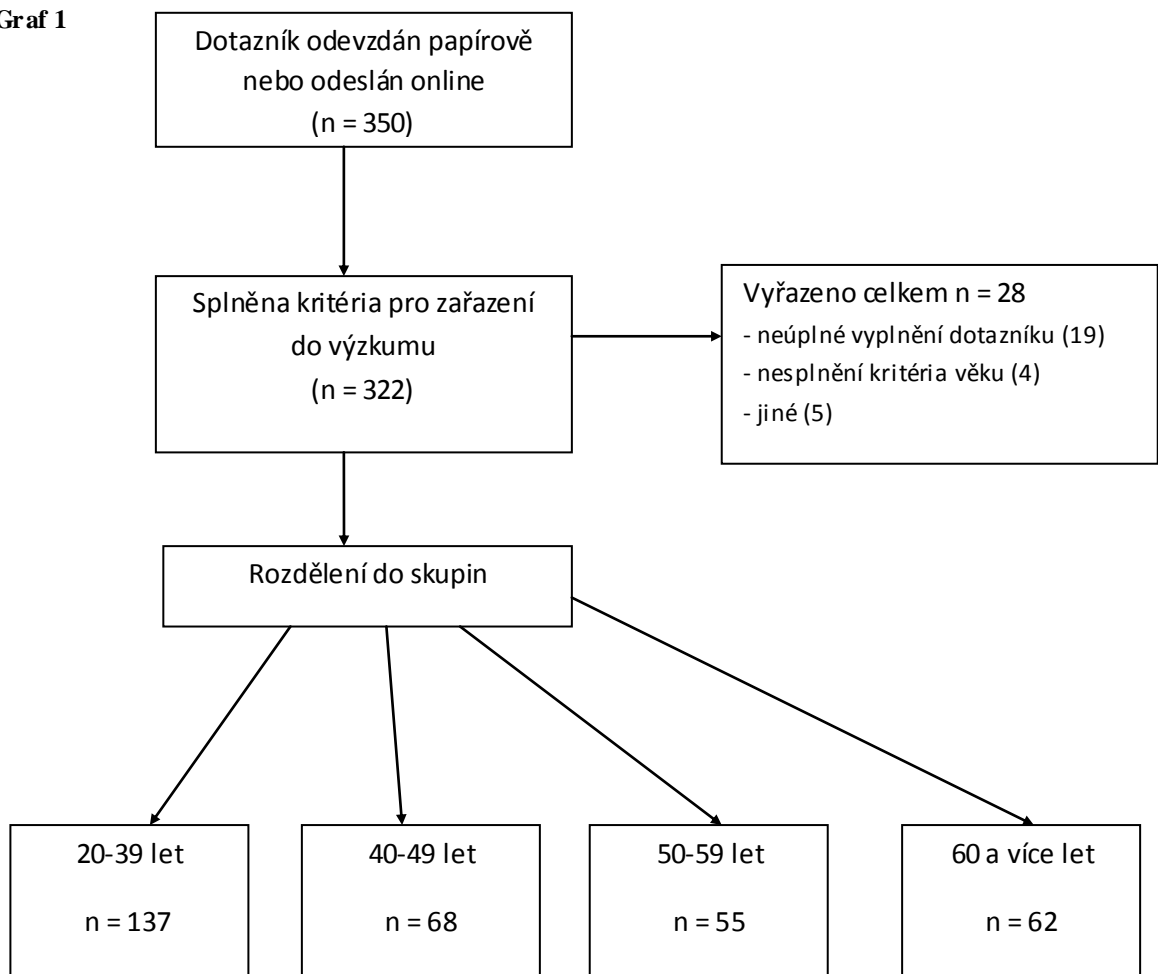 Graf 1
Dotazník odevzdán papírově
nebo odeslán online
(n = 350)
Splněna kritéria pro zařazení
do výzkumu
(n = 322)
Vyřazeno celkem n = 28
- neúplné vyplnění dotazníku (19)
- nesplnění kritéria věku (4)
- jiné (5)
Rozdělení do skupin
20-39 let
n = 137
40-49 let
n = 68
50-59 let
n = 55
60 a více let
n = 62